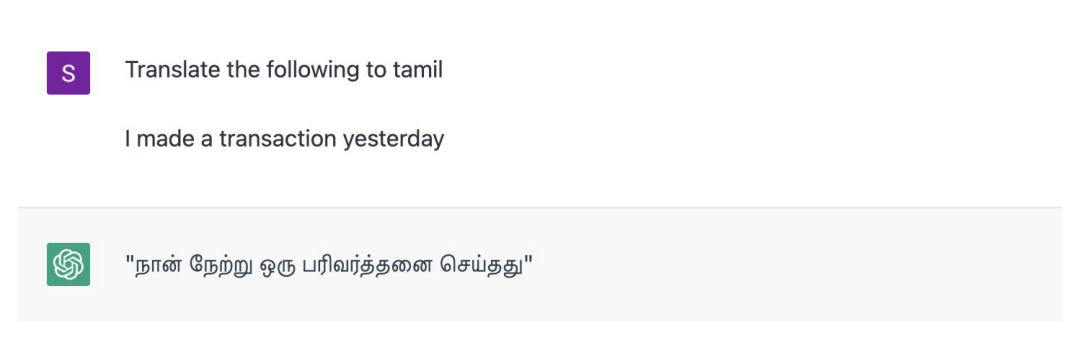 S
Translate the following to tamil
I made a transaction yesterday
"நான் நேற்று ஒரு பரிவர்த்தனை செய்தது"